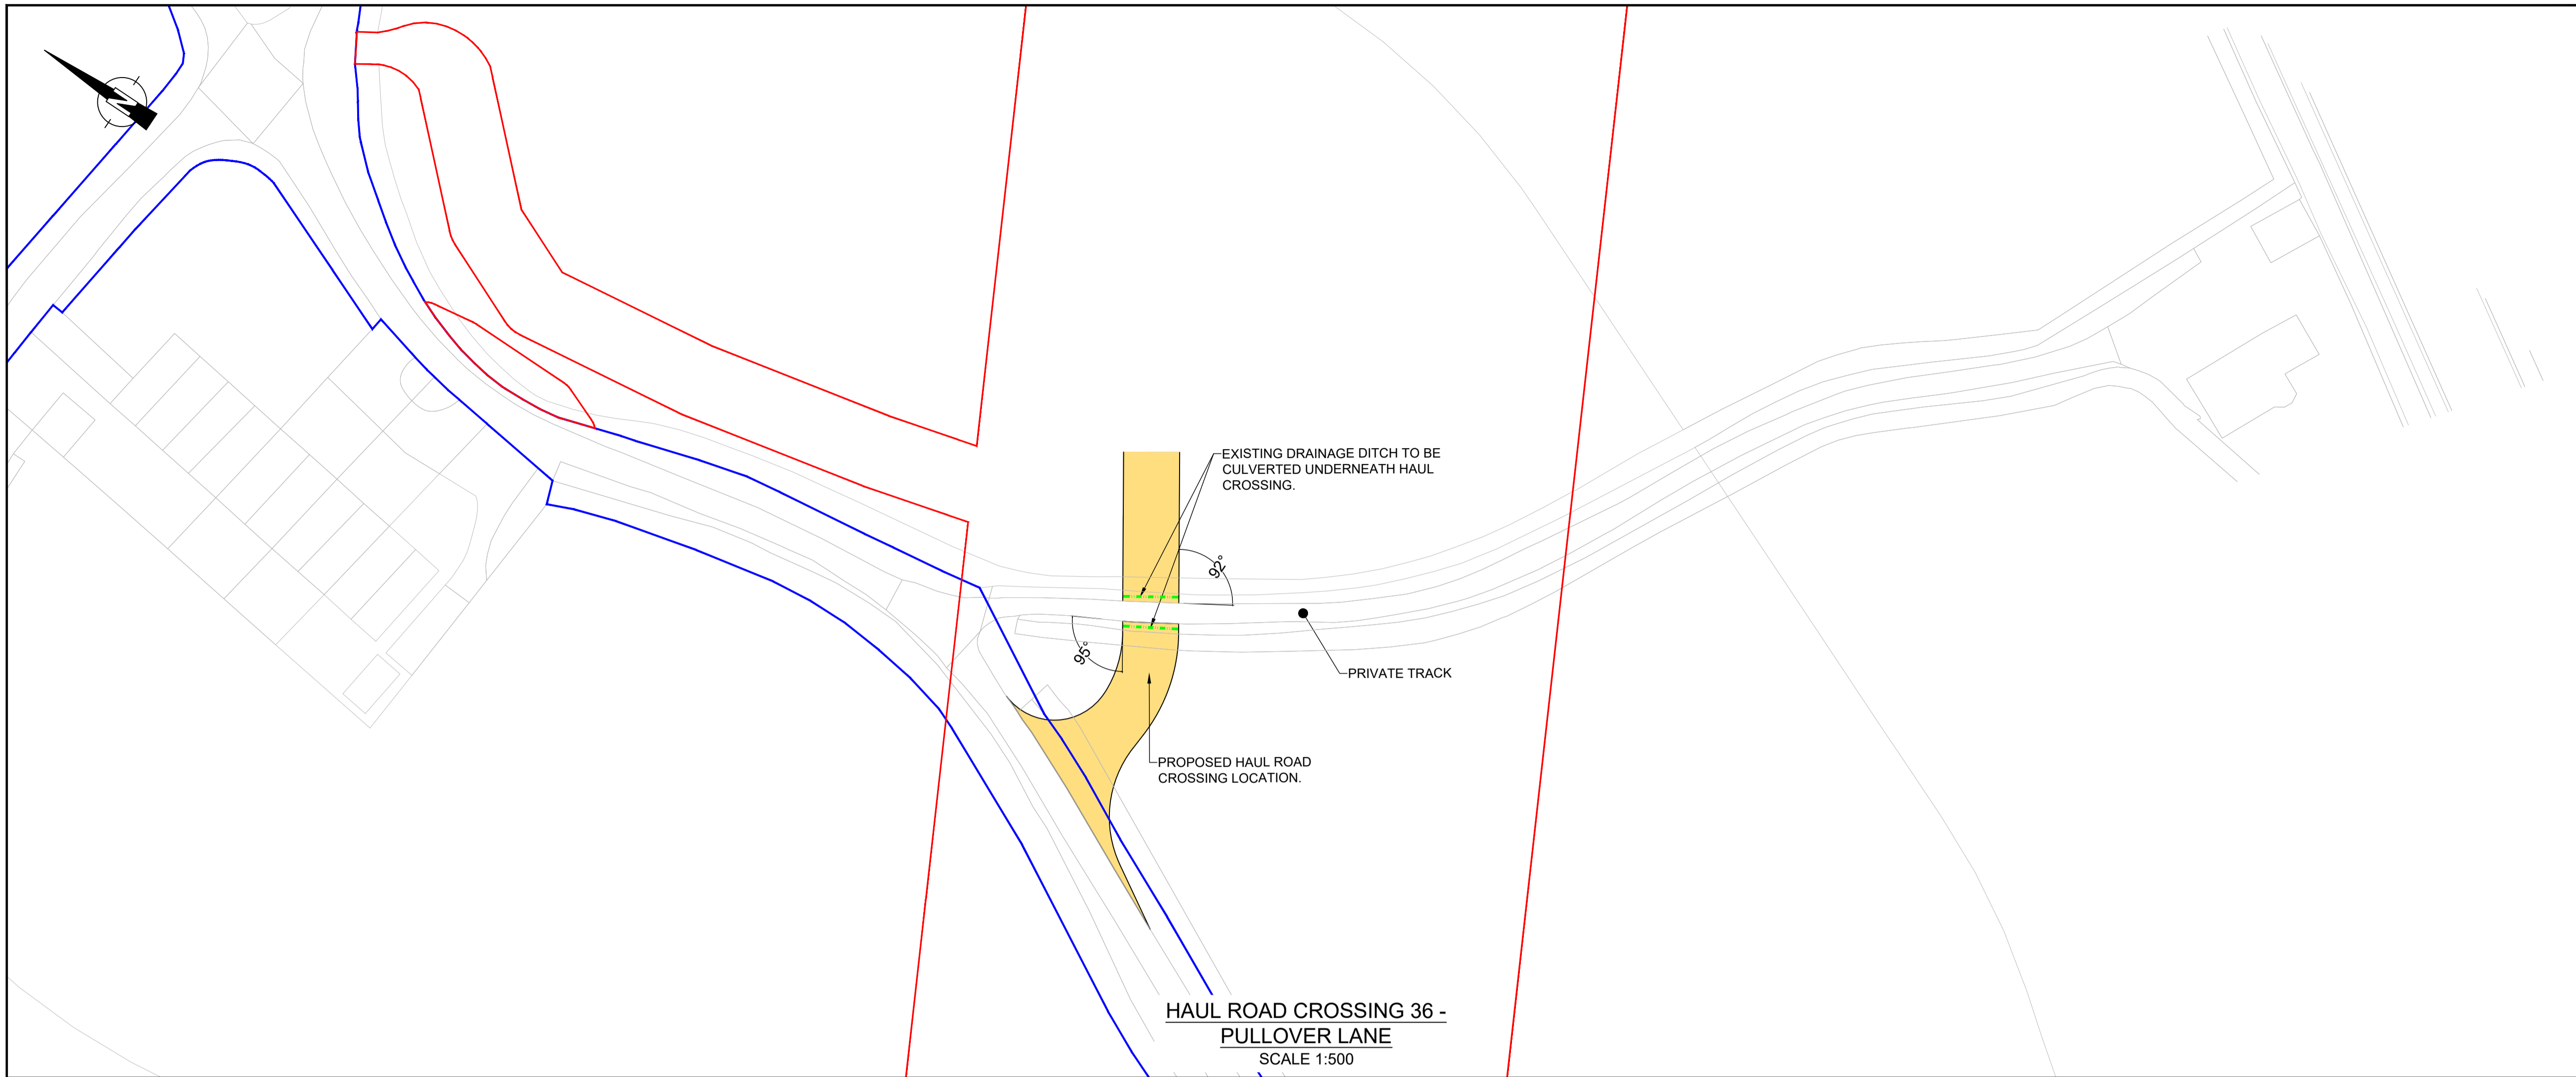 N
EXISTING DRAINAGE DITCH TO BE
CULVERTED UNDERNEATH HAUL
CROSSING.
92°
95°
PRIVATE TRACK
PROPOSED HAUL ROAD
CROSSING LOCATION.
HAUL ROAD CROSSING 36 -
PULLOVER LANE
SCALE 1:500